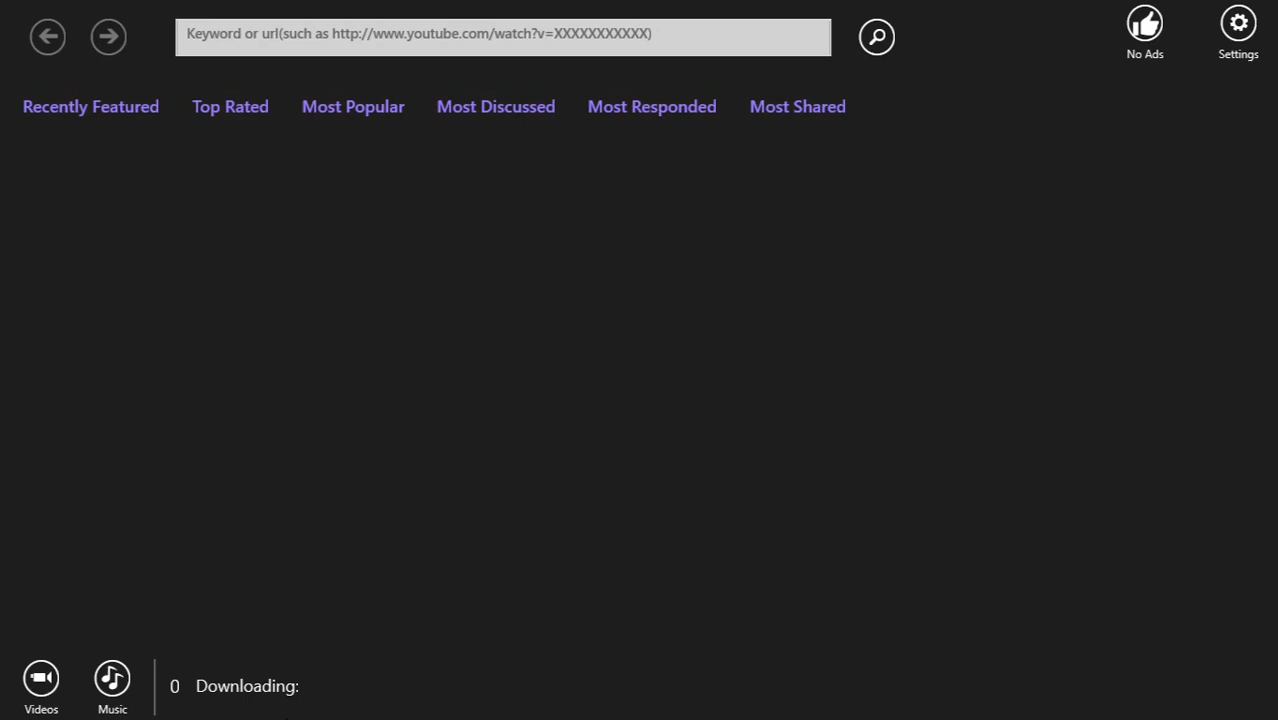 Keyword or url(such as http://www.youtube.com/watch?v=XXXXXXXXXXX)
No Ads
Settings
Recently Featured
Top Rated
Most Popular
Most Discussed
Most Responded
Most Shared
Videos
Music
0 Downloading: